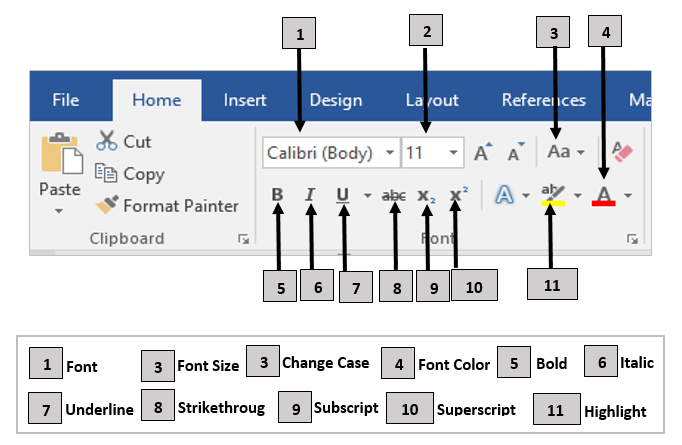 1 2 3 4
File Home Insert Design Layout References Ma
Cut Calibri (Body) 11 A A Aa
Copy
Paste Format Painter B I U abc X₂ X² A ab A
Clipboard Font
5 6 7 8 9 10 11
1 Font 3 Font Size 3 Change Case 4 Font Color 5 Bold 6 Italic
7 Underline 8 Strikethroug 9 Subscript 10 Superscript 11 Highlight